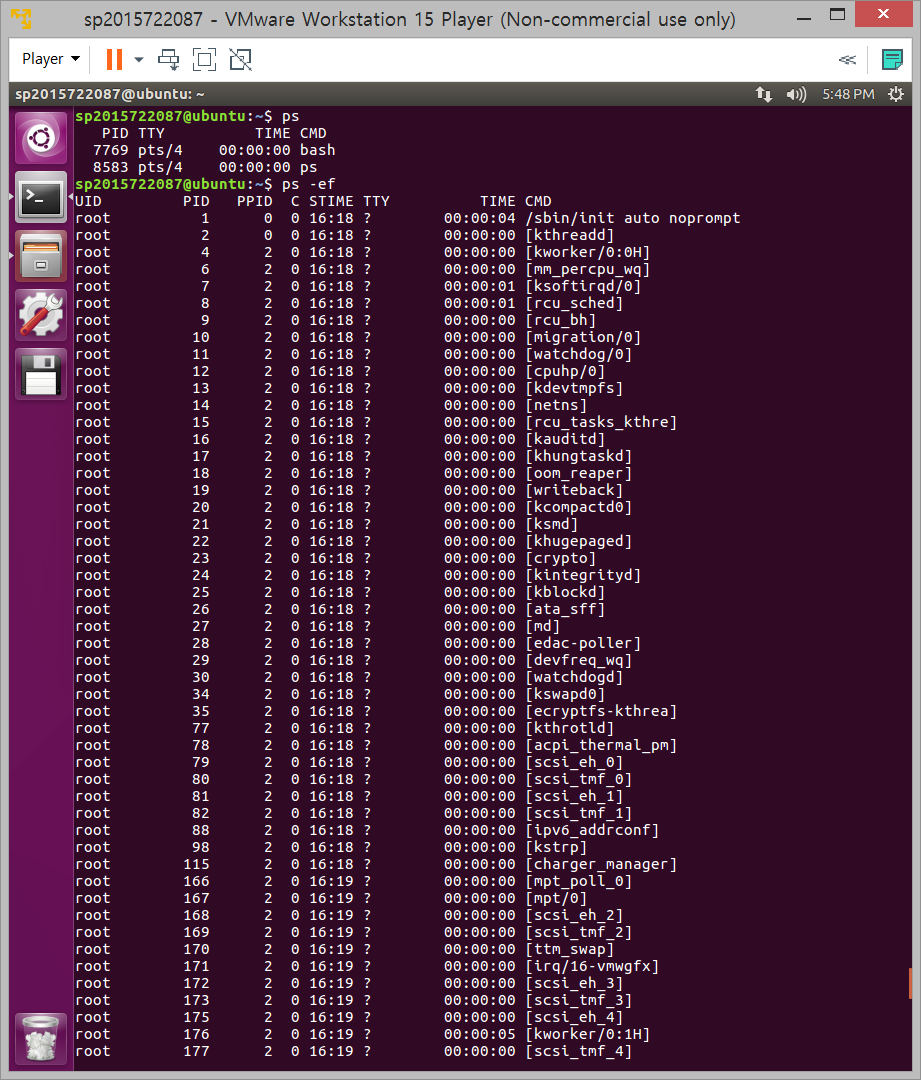 sp2015722087 - VMware Workstation 15 Player (Non-commercial use only)
Player
sp2015722087@ubuntu: ~ 5:48 PM
sp2015722087@ubuntu:~$ ps
PID TTY TIME CMD
7769 pts/4 00:00:00 bash
8583 pts/4 00:00:00 ps
sp2015722087@ubuntu:~$ ps -ef
UID PID PPID C STIME TTY TIME CMD
root 1 0 0 16:18 ? 00:00:04 /sbin/init auto noprompt
root 2 0 0 16:18 ? 00:00:00 [kthreadd]
root 4 2 0 16:18 ? 00:00:00 [kworker/0:0H]
root 6 2 0 16:18 ? 00:00:00 [mm_percpu_wq]
root 7 2 0 16:18 ? 00:00:01 [ksoftirqd/0]
root 8 2 0 16:18 ? 00:00:01 [rcu_sched]
root 9 2 0 16:18 ? 00:00:00 [rcu_bh]
root 10 2 0 16:18 ? 00:00:00 [migration/0]
root 11 2 0 16:18 ? 00:00:00 [watchdog/0]
root 12 2 0 16:18 ? 00:00:00 [cpuhp/0]
root 13 2 0 16:18 ? 00:00:00 [kdevtmpfs]
root 14 2 0 16:18 ? 00:00:00 [netns]
root 15 2 0 16:18 ? 00:00:00 [rcu_tasks_kthre]
root 16 2 0 16:18 ? 00:00:00 [kauditd]
root 17 2 0 16:18 ? 00:00:00 [khungtaskd]
root 18 2 0 16:18 ? 00:00:00 [oom_reaper]
root 19 2 0 16:18 ? 00:00:00 [writeback]
root 20 2 0 16:18 ? 00:00:00 [kcompactd0]
root 21 2 0 16:18 ? 00:00:00 [ksmd]
root 22 2 0 16:18 ? 00:00:00 [khugepaged]
root 23 2 0 16:18 ? 00:00:00 [crypto]
root 24 2 0 16:18 ? 00:00:00 [kintegrityd]
root 25 2 0 16:18 ? 00:00:00 [kblockd]
root 26 2 0 16:18 ? 00:00:00 [ata_sff]
root 27 2 0 16:18 ? 00:00:00 [md]
root 28 2 0 16:18 ? 00:00:00 [edac-poller]
root 29 2 0 16:18 ? 00:00:00 [devfreq_wq]
root 30 2 0 16:18 ? 00:00:00 [watchdogd]
root 34 2 0 16:18 ? 00:00:00 [kswapd0]
root 35 2 0 16:18 ? 00:00:00 [ecryptfs-kthrea]
root 77 2 0 16:18 ? 00:00:00 [kthrotld]
root 78 2 0 16:18 ? 00:00:00 [acpi_thermal_pm]
root 79 2 0 16:18 ? 00:00:00 [scsi_eh_0]
root 80 2 0 16:18 ? 00:00:00 [scsi_tmf_0]
root 81 2 0 16:18 ? 00:00:00 [scsi_eh_1]
root 82 2 0 16:18 ? 00:00:00 [scsi_tmf_1]
root 88 2 0 16:18 ? 00:00:00 [ipv6_addrconf]
root 98 2 0 16:18 ? 00:00:00 [kstrp]
root 115 2 0 16:18 ? 00:00:00 [charger_manager]
root 166 2 0 16:19 ? 00:00:00 [mpt_poll_0]
root 167 2 0 16:19 ? 00:00:00 [mpt/0]
root 168 2 0 16:19 ? 00:00:00 [scsi_eh_2]
root 169 2 0 16:19 ? 00:00:00 [scsi_tmf_2]
root 170 2 0 16:19 ? 00:00:00 [ttm_swap]
root 171 2 0 16:19 ? 00:00:00 [irq/16-vmwgfx]
root 172 2 0 16:19 ? 00:00:00 [scsi_eh_3]
root 173 2 0 16:19 ? 00:00:00 [scsi_tmf_3]
root 175 2 0 16:19 ? 00:00:00 [scsi_eh_4]
root 176 2 0 16:19 ? 00:00:05 [kworker/0:1H]
root 177 2 0 16:19 ? 00:00:00 [scsi_tmf_4]